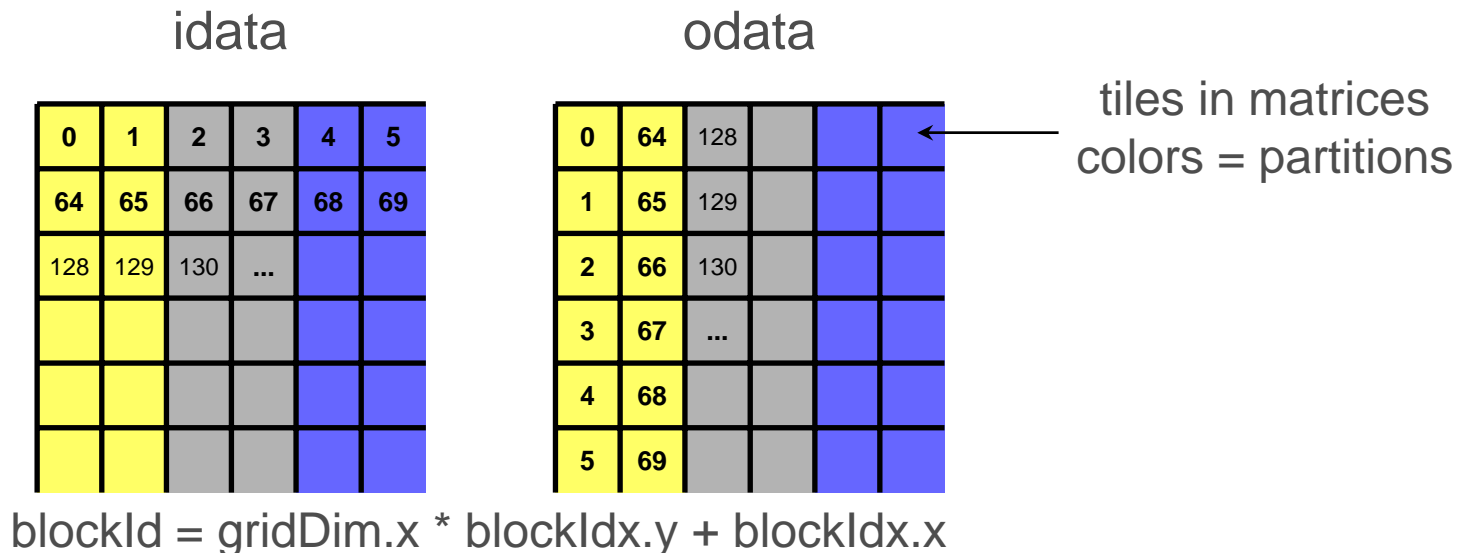 idata
odata
0 1 2 3 4 5
64 65 66 67 68 69
128 129 130 ...
0 64 128
1 65 129
2 66 130
3 67 ...
4 68
5 69
tiles in matrices
colors = partitions
blockId = gridDim.x * blockIdx.y + blockIdx.x